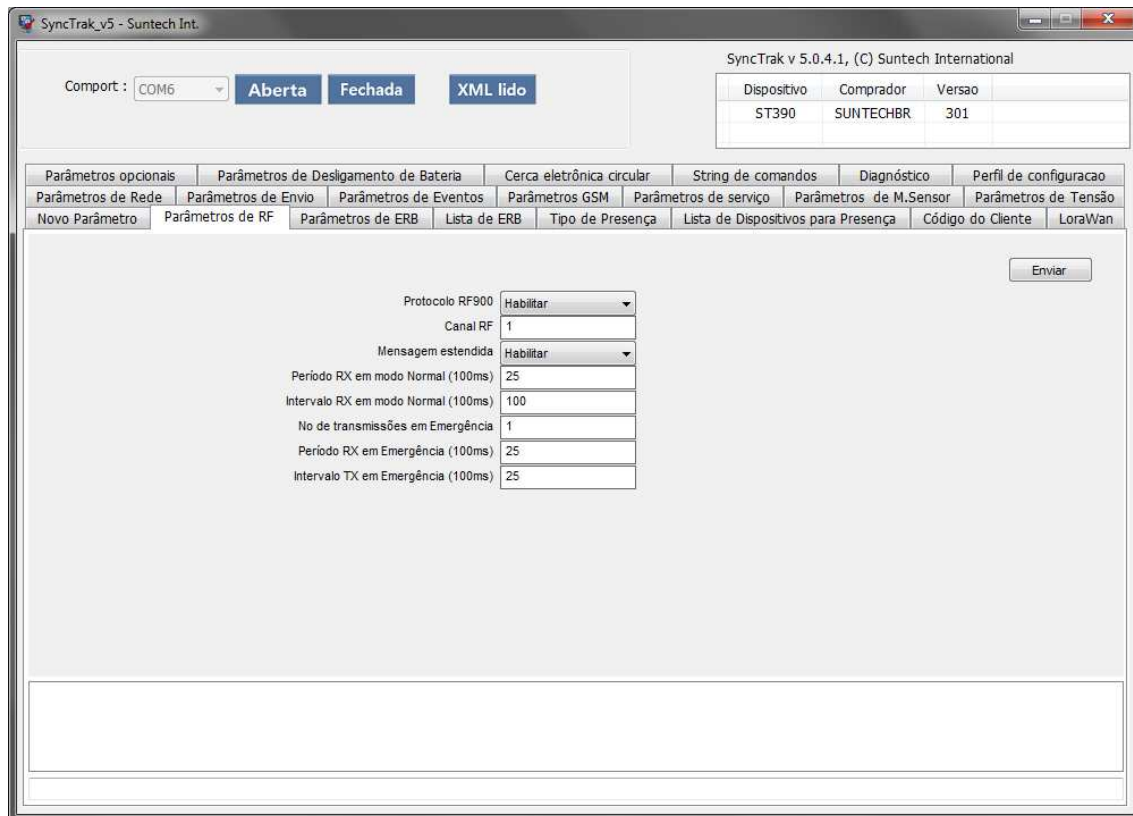 SyncTrak_v5 - Suntech Int.
SyncTrak v 5.0.4.1, (C) Suntech International
Comport : COM6 Aberta Fechada XML lido
Dispositivo Comprador Versao
ST390 SUNTECHBR 301
Parâmetros opcionais Parâmetros de Desligamento de Bateria Cerca eletrônica circular String de comandos Diagnóstico Perfil de configuracao
Parâmetros de Rede Parâmetros de Envio Parâmetros de Eventos Parâmetros GSM Parâmetros de serviço Parâmetros de M.Sensor Parâmetros de Tensão
Novo Parâmetro Parâmetros de RF Parâmetros de ERB Lista de ERB Tipo de Presença Lista de Dispositivos para Presença Código do Cliente LoraWan
Enviar
Protocolo RF900 Habilitar
Canal RF 1
Mensagem estendida Habilitar
Período RX em modo Normal (100ms) 25
Intervalo RX em modo Normal (100ms) 100
No de transmissões em Emergência 1
Período RX em Emergência (100ms) 25
Intervalo TX em Emergência (100ms) 25